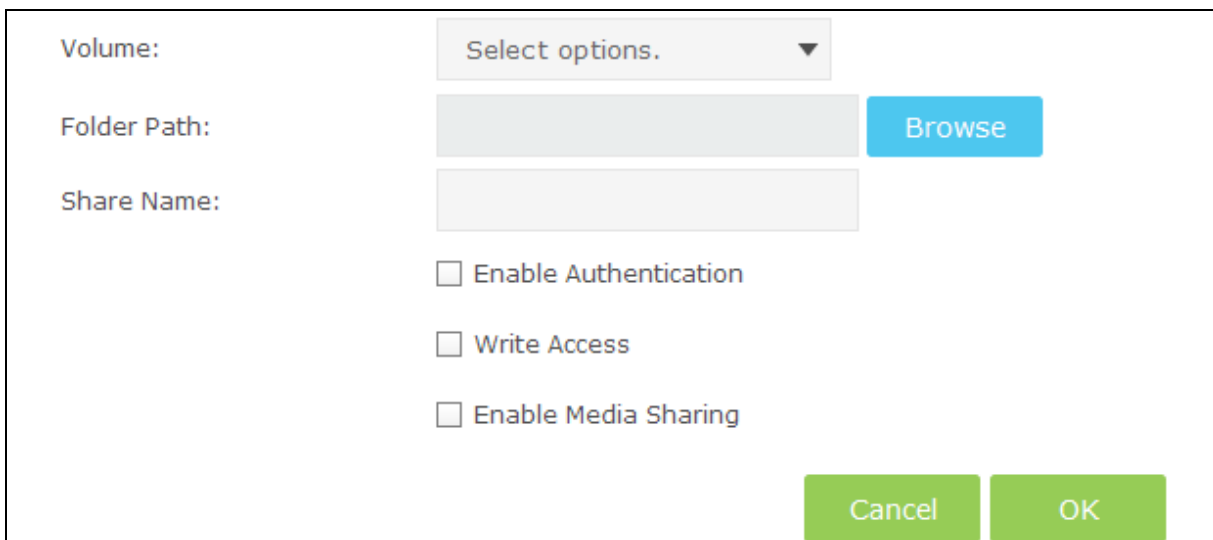 Volume: Select options.
Folder Path: Browse
Share Name:
Enable Authentication
Write Access
Enable Media Sharing
Cancel OK